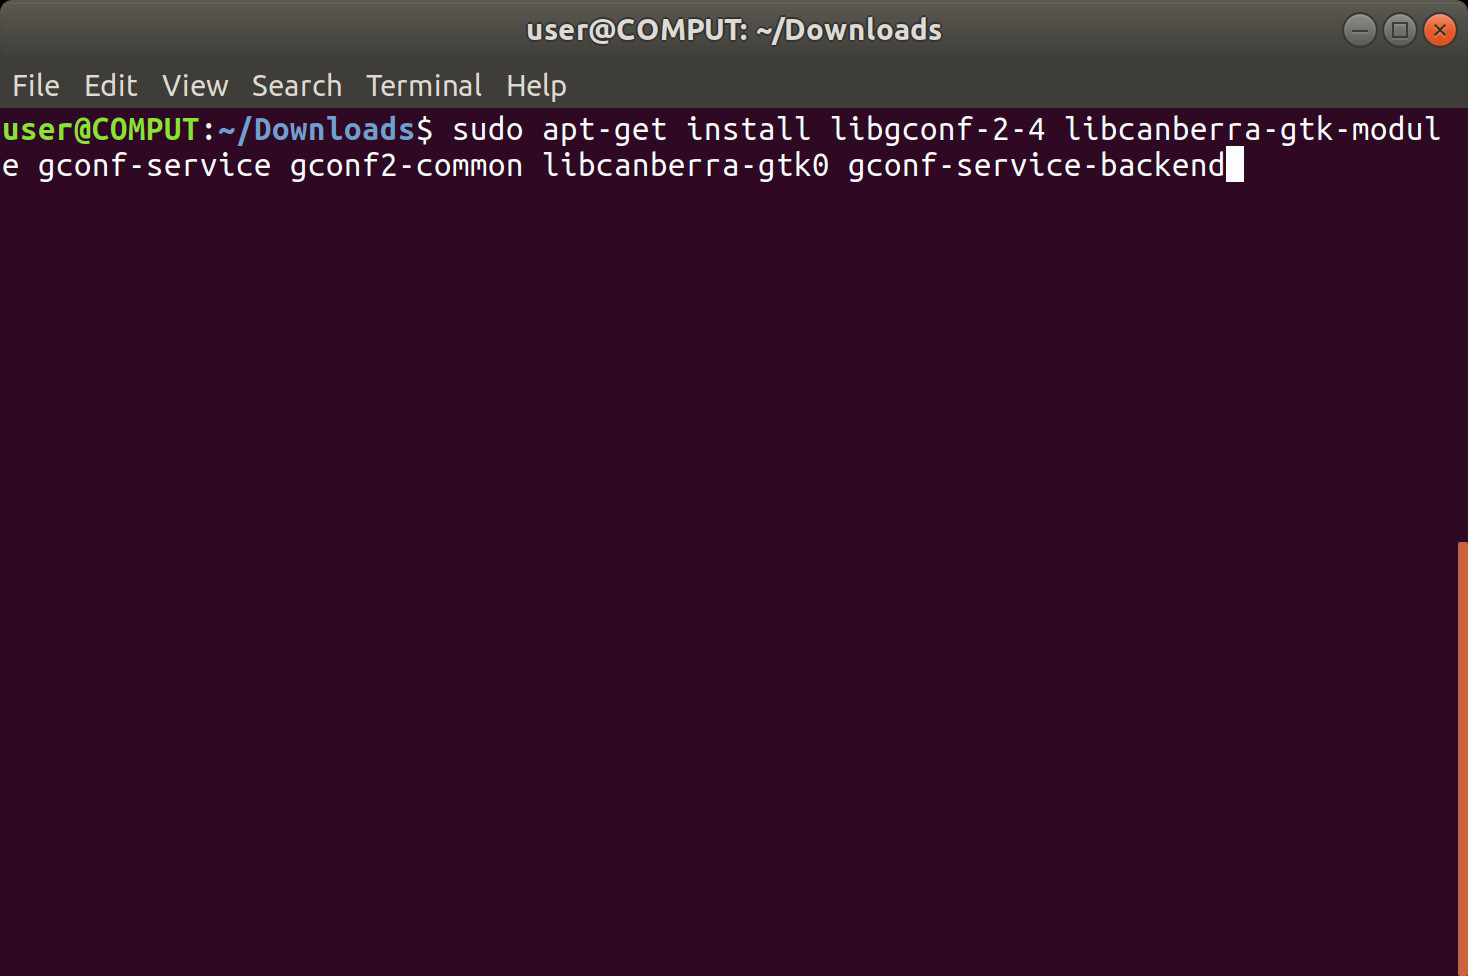 user@COMPUT: ~/Downloads
File Edit View Search Terminal Help
user@COMPUT:~/Downloads$ sudo apt-get install libgconf-2-4 libcanberra-gtk-modul
e gconf-service gconf2-common libcanberra-gtk0 gconf-service-backend